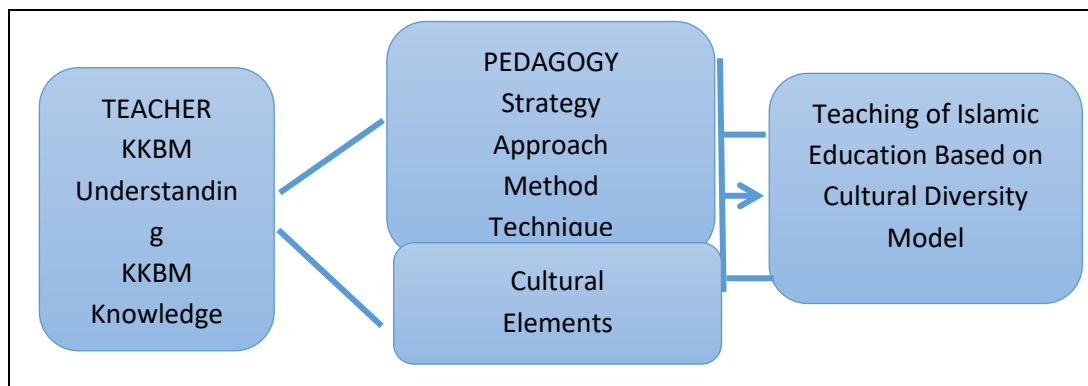 TEACHER
KKBM
Understandin
g
KKBM
Knowledge
PEDAGOGY
Strategy
Approach
Method
Technique
Cultural
Elements
Teaching of Islamic
Education Based on
Cultural Diversity
Model